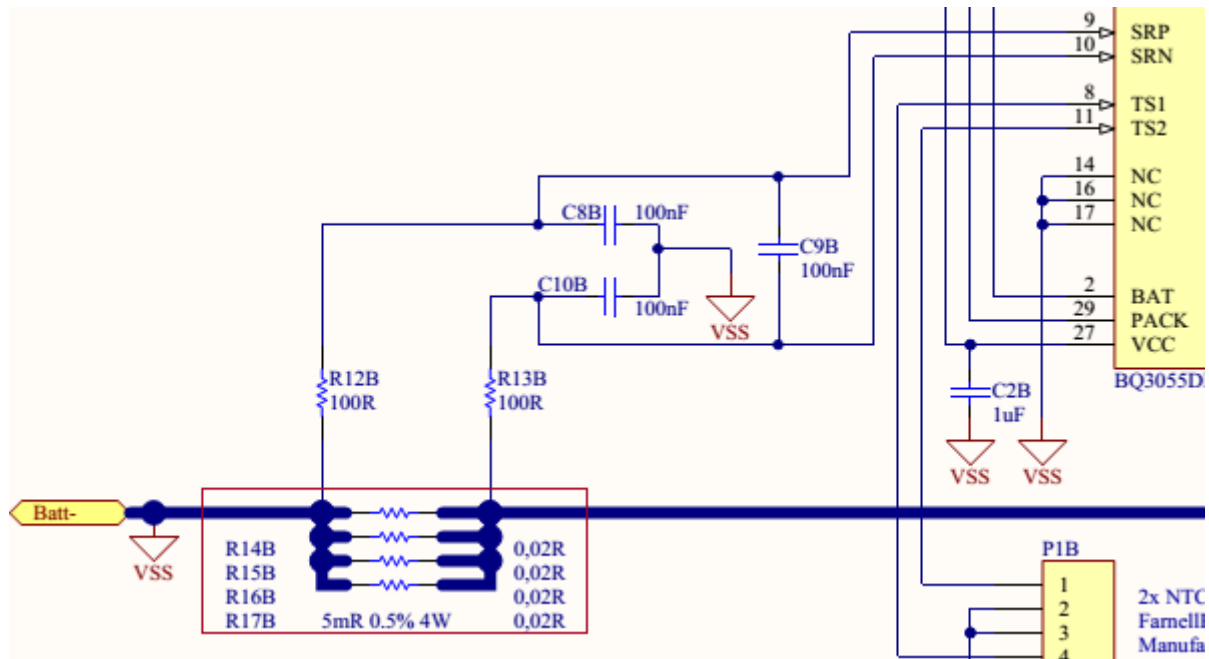 9
SRP
10
SRN
8
TS1
11
TS2
14
NC
16
NC
17
NC
C8B 100nF
C9B
100nF
C10B
100nF
VSS
2
BAT
29
PACK
27
VCC
BQ3055D
R12B
100R
R13B
100R
C2B
1uF
VSS
VSS
Batt-
VSS
R14B 0,02R
R15B 0,02R
R16B 0,02R
R17B 5mR 0.5% 4W 0,02R
P1B
1
2
3
4
2x NTC
Farnell
Manufa